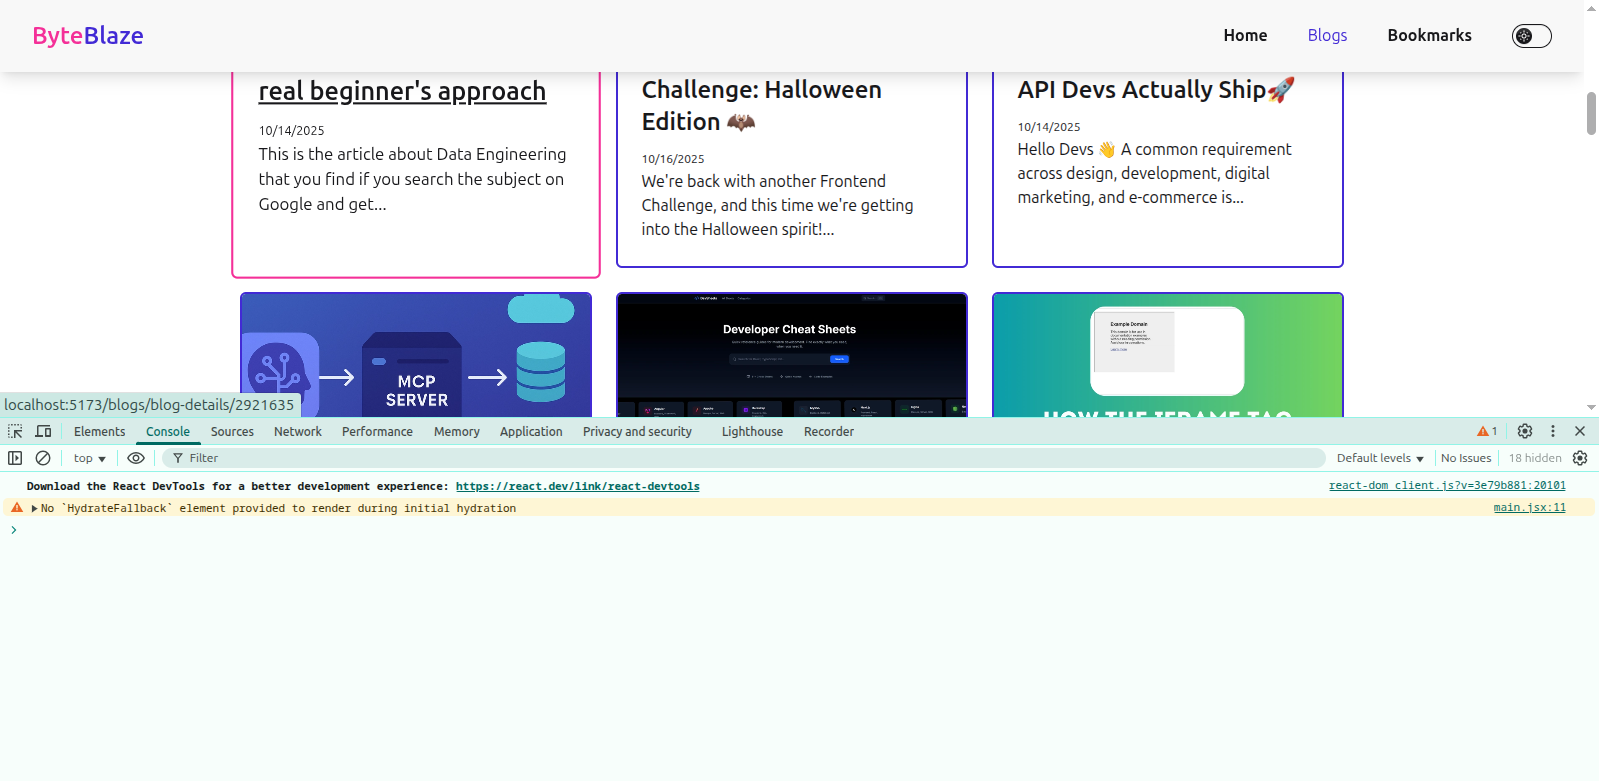 ByteBlaze
Home
Blogs
Bookmarks
real beginner's approach
10/14/2025
This is the article about Data Engineering
that you find if you search the subject on
Google and get...
Challenge: Halloween
Edition 🦇
10/16/2025
We're back with another Frontend
Challenge, and this time we're getting
into the Halloween spirit!...
API Devs Actually Ship🚀
10/14/2025
Hello Devs 👋 A common requirement
across design, development, digital
marketing, and e-commerce is...
MCP
SERVER
Developer Cheat Sheets
Example Domain
HOW THE IFRAME TAG
localhost:5173/blogs/blog-details/2921635
Elements
Console
Sources
Network
Performance
Memory
Application
Privacy and security
Lighthouse
Recorder
1
top
Filter
Default levels
No Issues
18 hidden
Download the React DevTools for a better development experience: https://react.dev/link/react-devtools
react-dom_client.js?v=3e79b881:20101
No `HydrateFallback` element provided to render during initial hydration
main.jsx:11